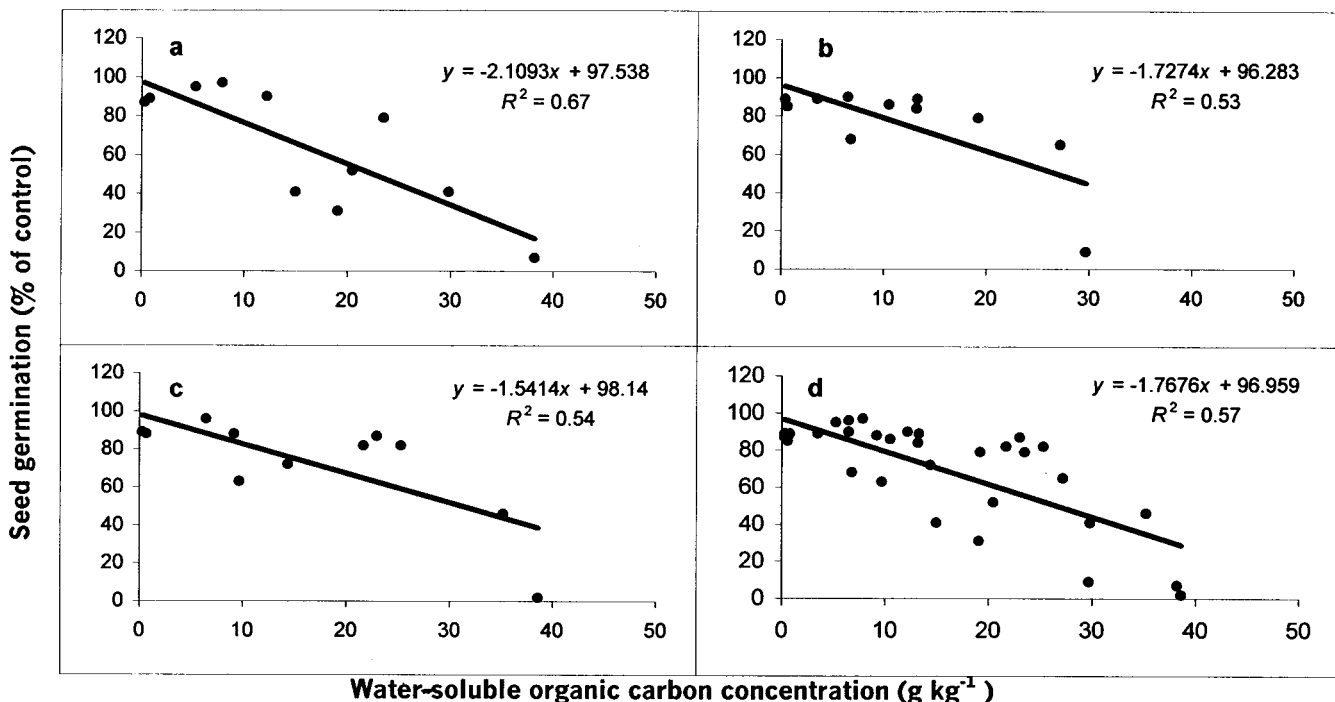 a
y = -2.1093x + 97.538
R² = 0.67
120
100
80
60
40
20
0
0 10 20 30 40 50
b
y = -1.7274x + 96.283
R² = 0.53
120
100
80
60
40
20
0
0 10 20 30 40 50
c
y = -1.5414x + 98.14
R² = 0.54
120
100
80
60
40
20
0
0 10 20 30 40 50
d
y = -1.7676x + 96.959
R² = 0.57
120
100
80
60
40
20
0
0 10 20 30 40 50
Seed germination (% of control)
Water-soluble organic carbon concentration (g kg⁻¹)